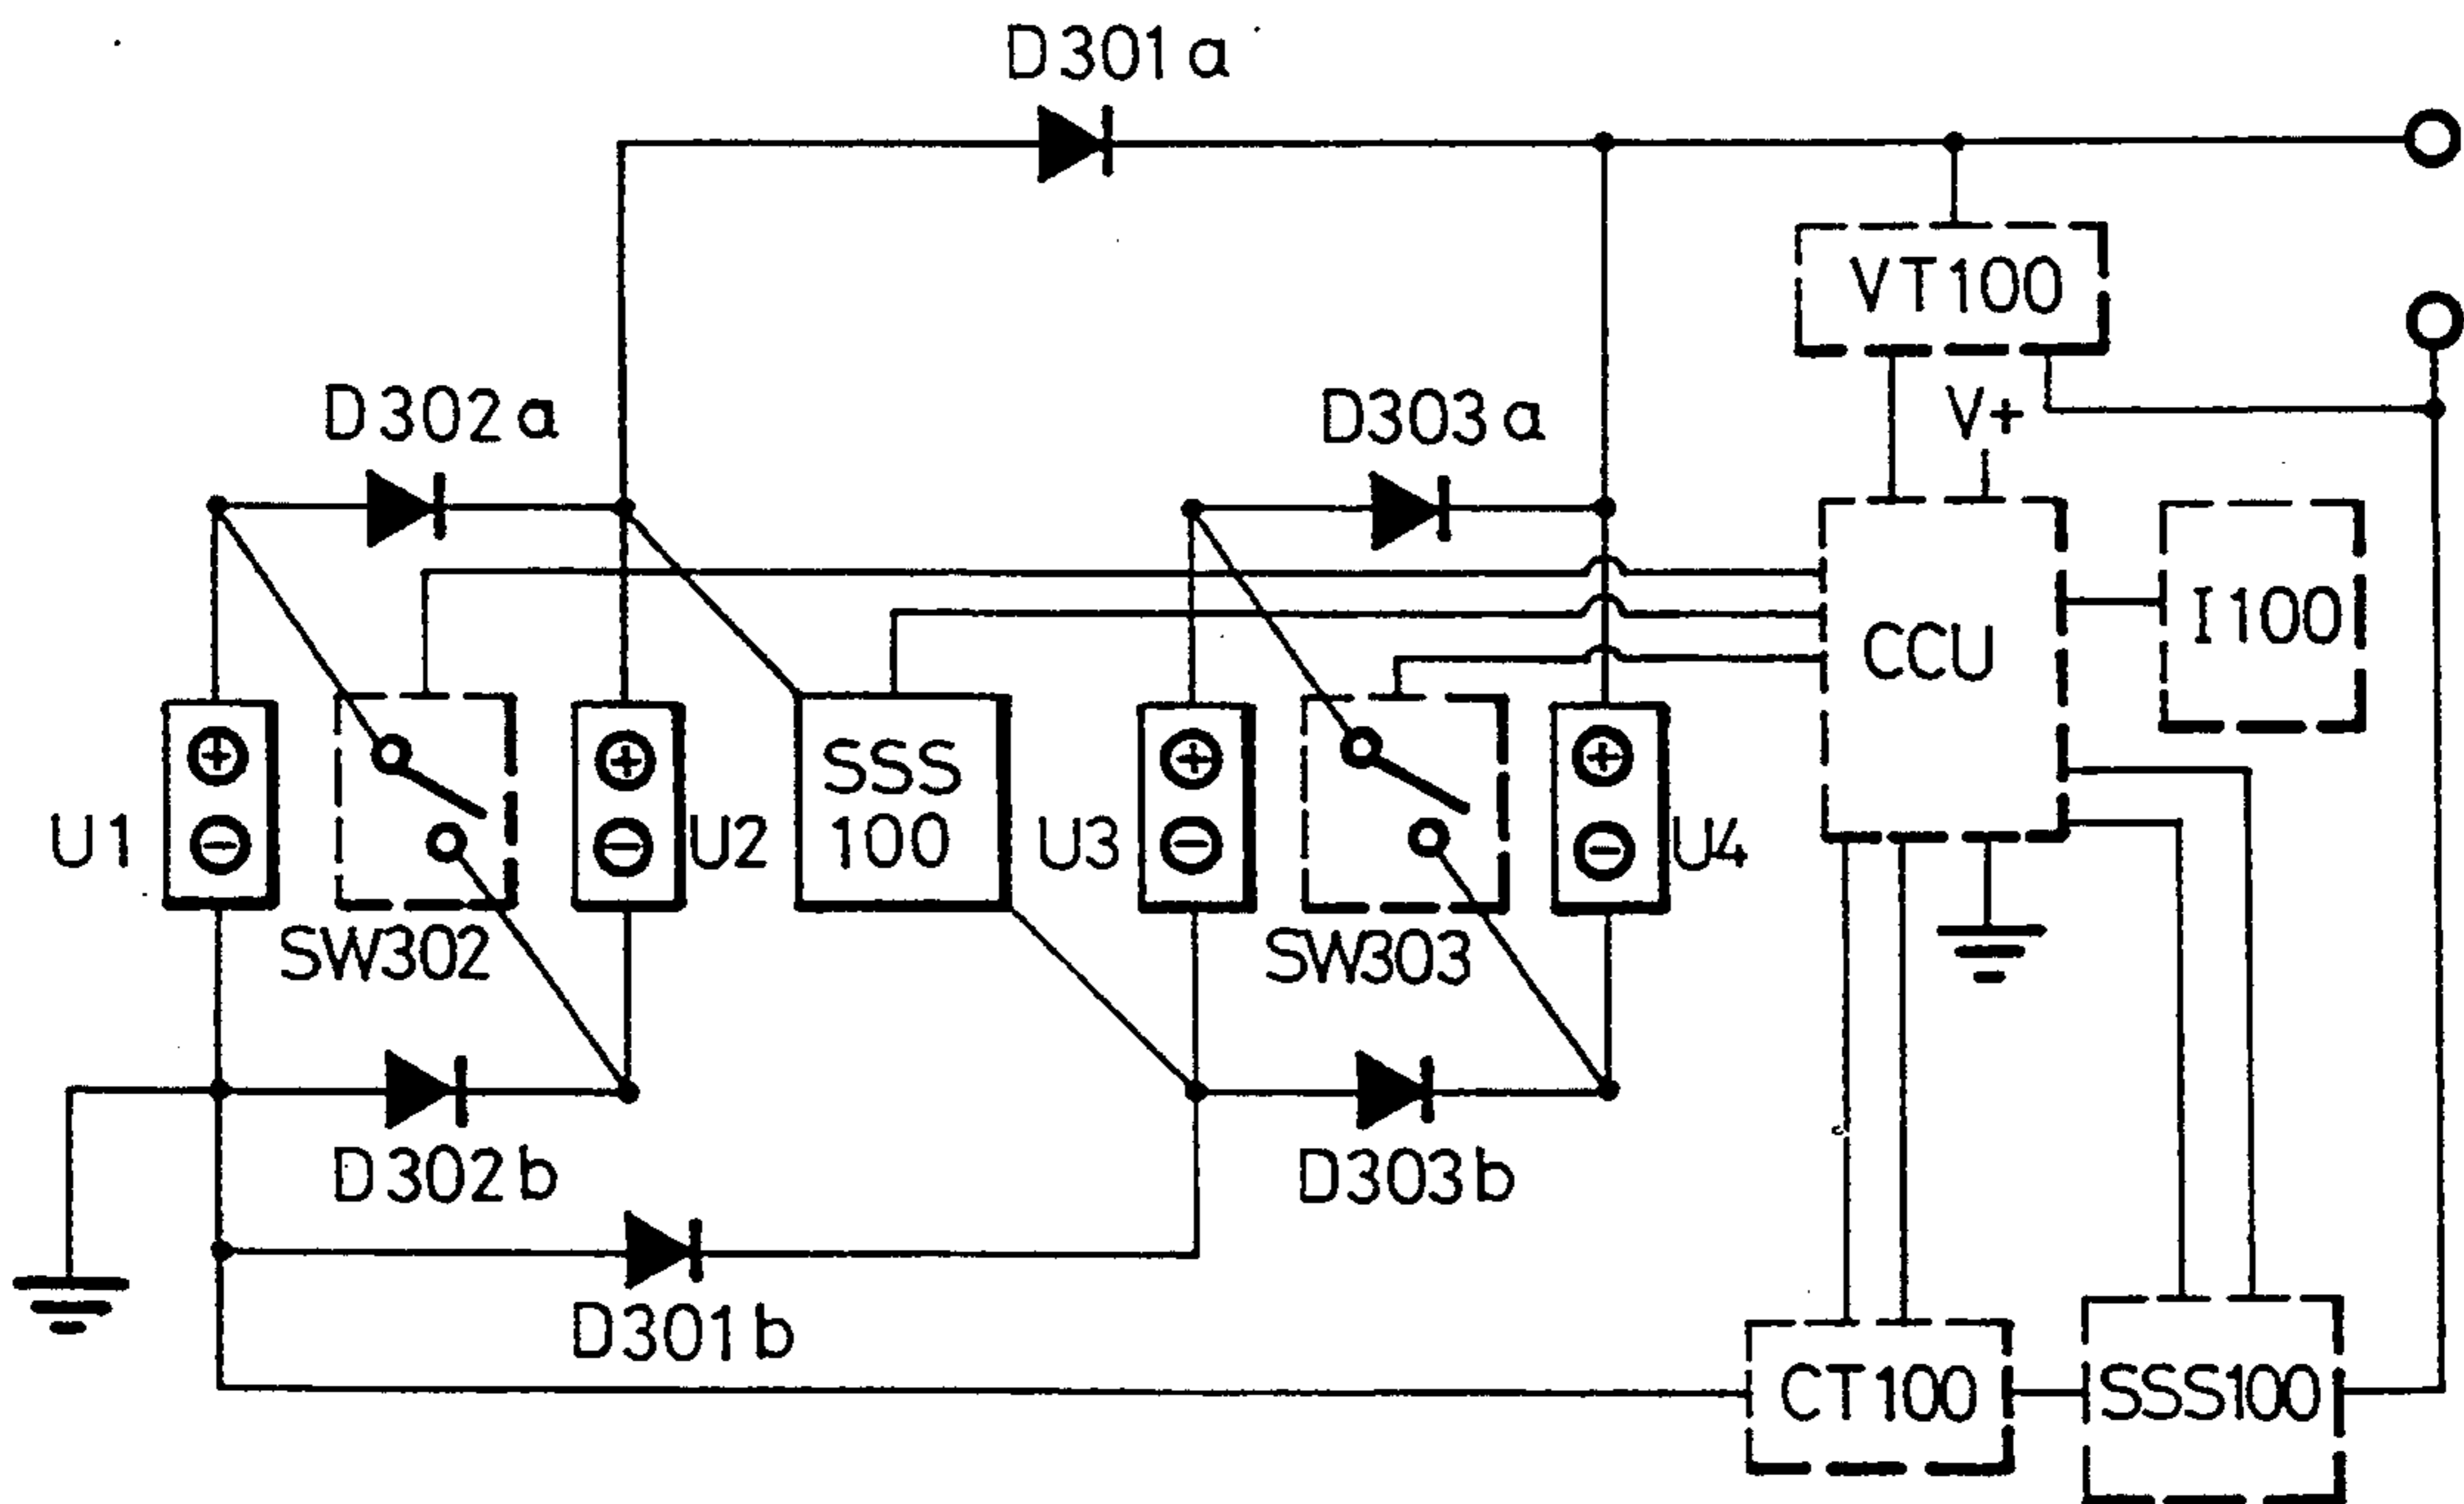 D301a
VT100
V+
D302a
D303a
CCU
I100
SSS
100
U1
U2
U3
U4
SW302
SW303
D302b
D303b
D301b
CT100
SSS100